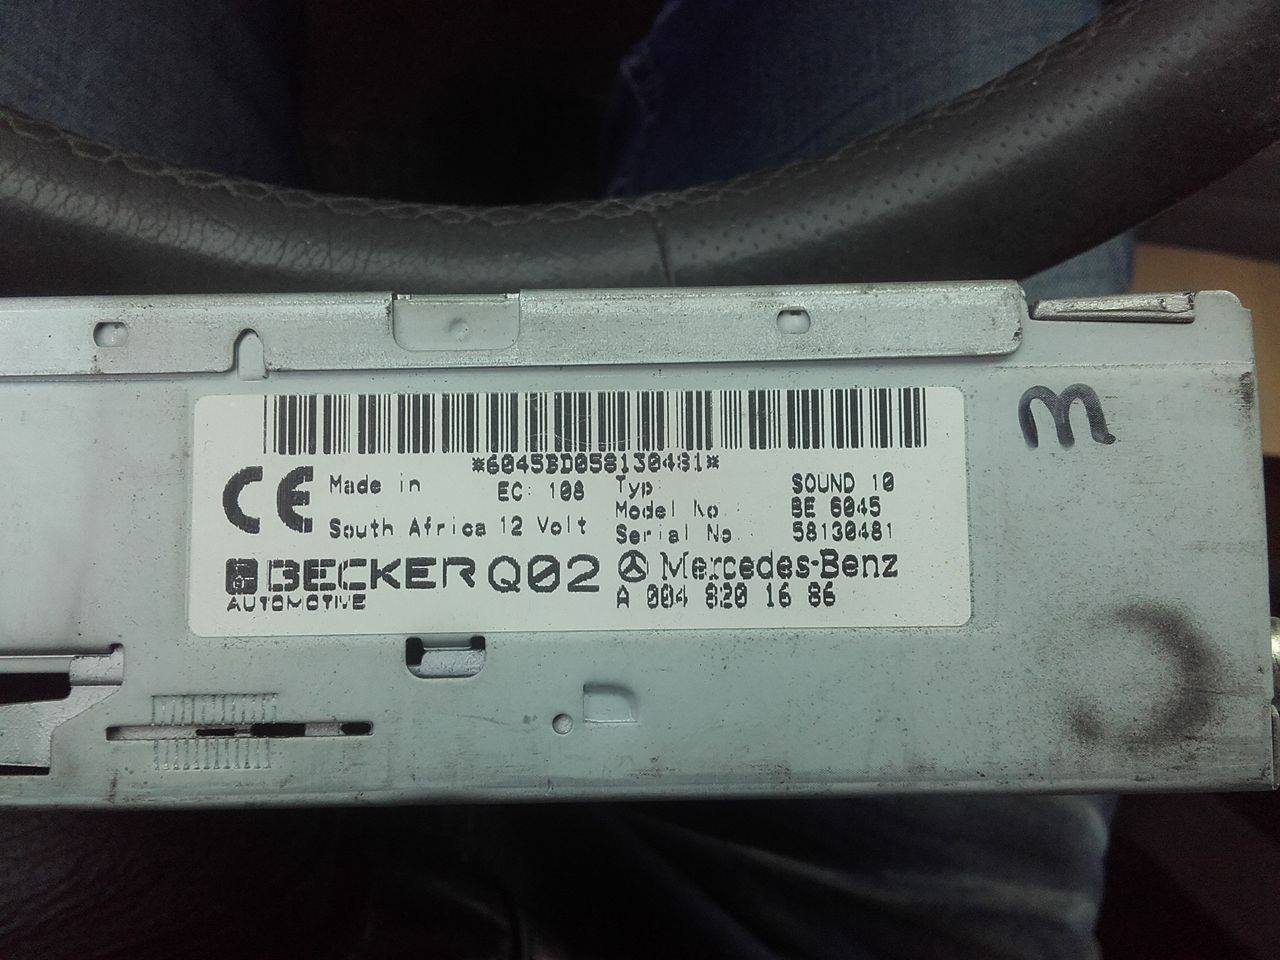 *6045BD058130481*
CE Made in EC: 108 Typ: SOUND 10
Model No.: BE 6045
South Africa 12 Volt Serial No.: 58130481
BECKER Q02 Mercedes-Benz
AUTOMOTIVE A 004 820 16 86
m